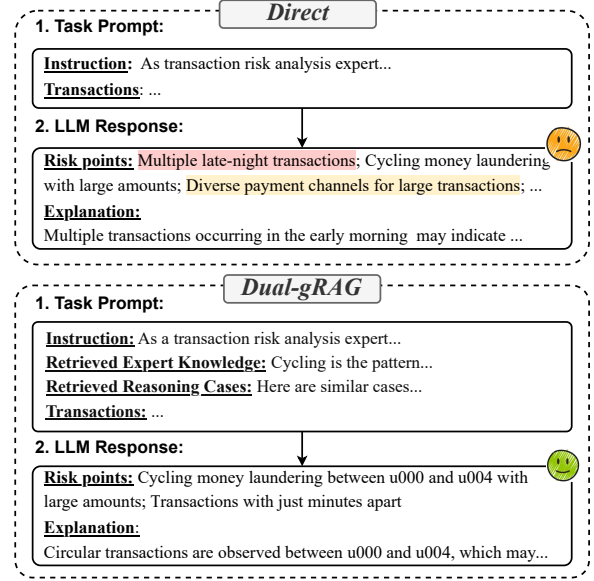 Direct
1. Task Prompt:
Instruction: As transaction risk analysis expert...
Transactions: ...
2. LLM Response:
Risk points: Multiple late-night transactions; Cycling money laundering
with large amounts; Diverse payment channels for large transactions; ...
Explanation:
Multiple transactions occurring in the early morning may indicate ...
Dual-gRAG
1. Task Prompt:
Instruction: As a transaction risk analysis expert...
Retrieved Expert Knowledge: Cycling is the pattern...
Retrieved Reasoning Cases: Here are similar cases...
Transactions: ...
2. LLM Response:
Risk points: Cycling money laundering between u000 and u004 with
large amounts; Transactions with just minutes apart
Explanation:
Circular transactions are observed between u000 and u004, which may...